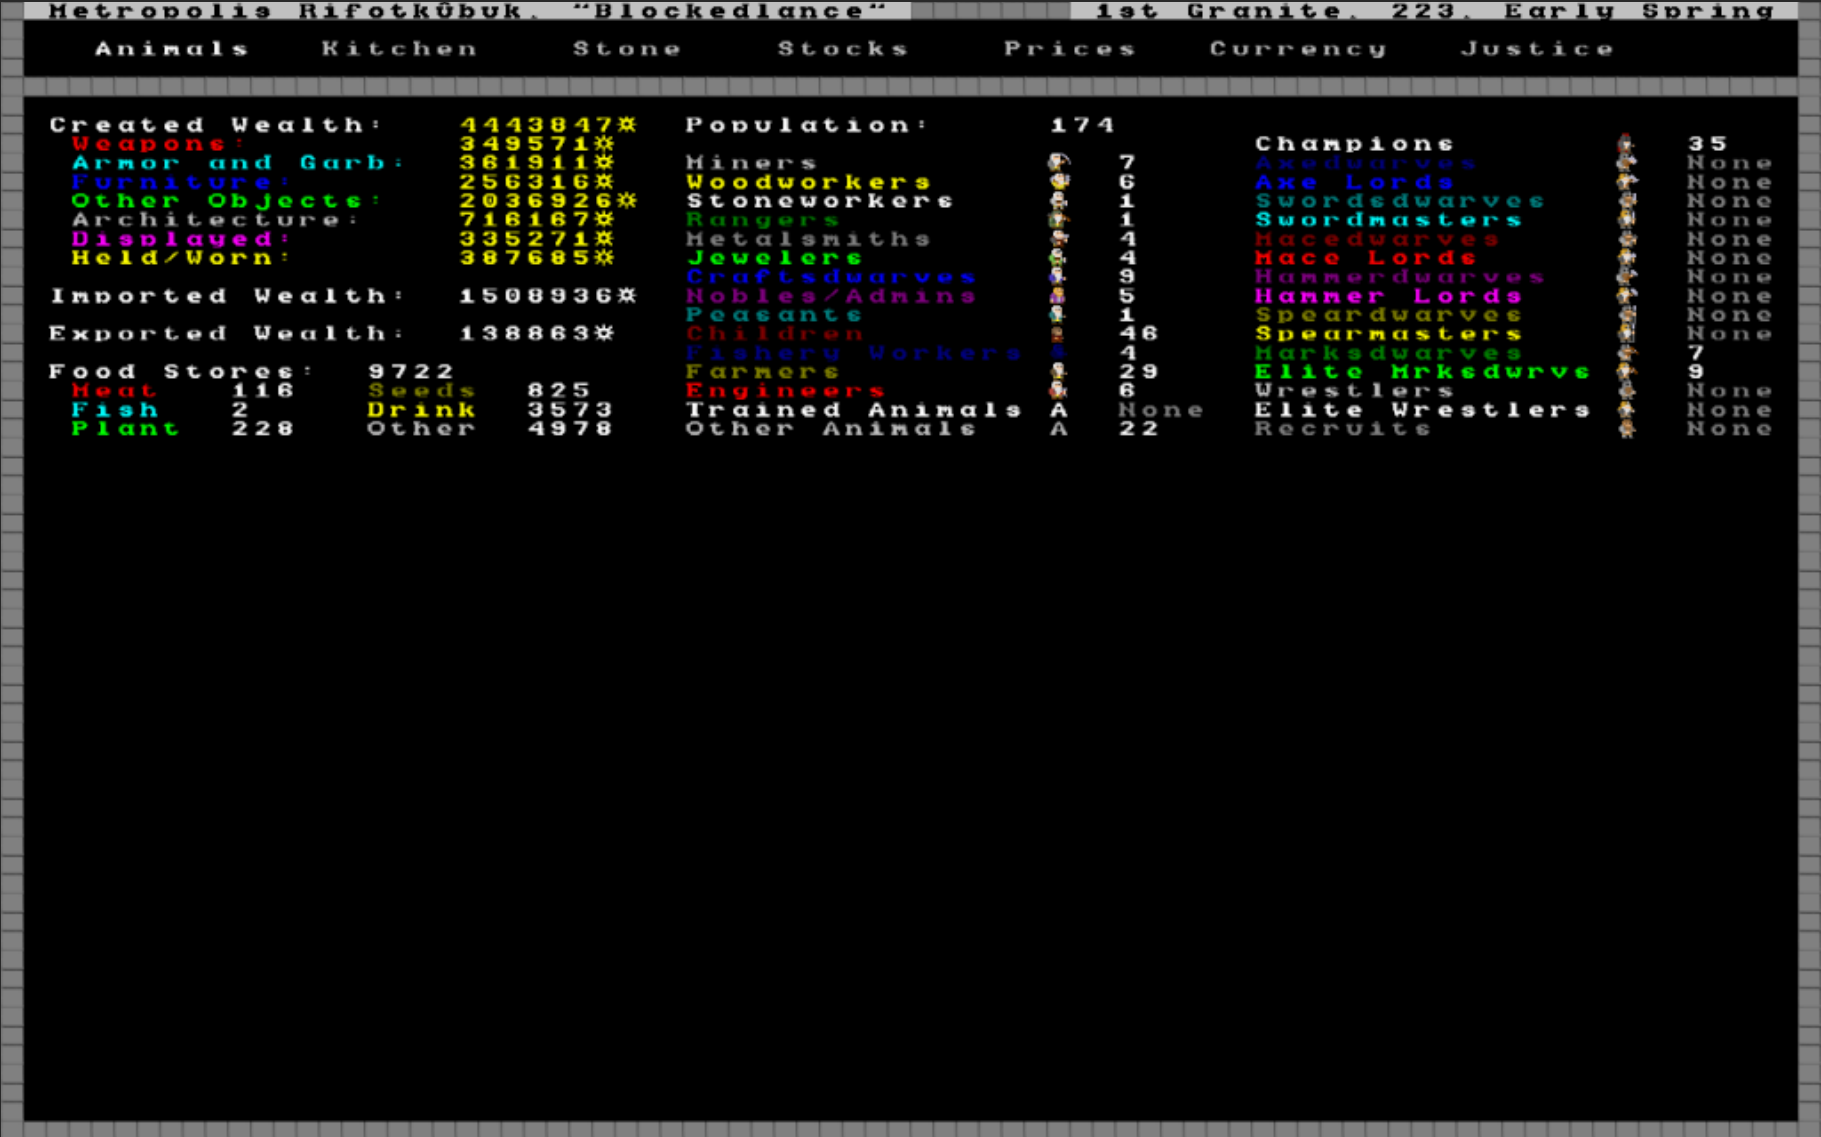 Metropolis Rifotkûbuk, "Blockedlance" 1st Granite, 223, Early Spring
Animals Kitchen Stone Stocks Prices Currency Justice
Created Wealth: 4443847☼ Population: 174
Weapons: 349571☼ Champions 35
Armor and Garb: 361911☼ Miners 7 Axedwarves None
Furniture: 256316☼ Woodworkers 6 Axe Lords None
Other Objects: 2036926☼ Stoneworkers 1 Swordsdwarves None
Architecture: 716167☼ Rangers 1 Swordmasters None
Displayed: 335271☼ Metalsmiths 4 Macedwarves None
Held/Worn: 387685☼ Jewelers 4 Mace Lords None
Craftsdwarves 9 Hammerdwarves None
Imported Wealth: 1508936☼ Nobles/Admins 5 Hammer Lords None
Peasants 1 Speardwarves None
Exported Wealth: 138863☼ Children 46 Spearmasters None
Fishery Workers 4 Marksdwarves 7
Food Stores: 9722 Farmers 29 Elite Mrksdwrvs 9
Meat 116 Seeds 825 Engineers 6 Wrestlers None
Fish 2 Drink 3573 Trained Animals A None Elite Wrestlers None
Plant 228 Other 4978 Other Animals A 22 Recruits None